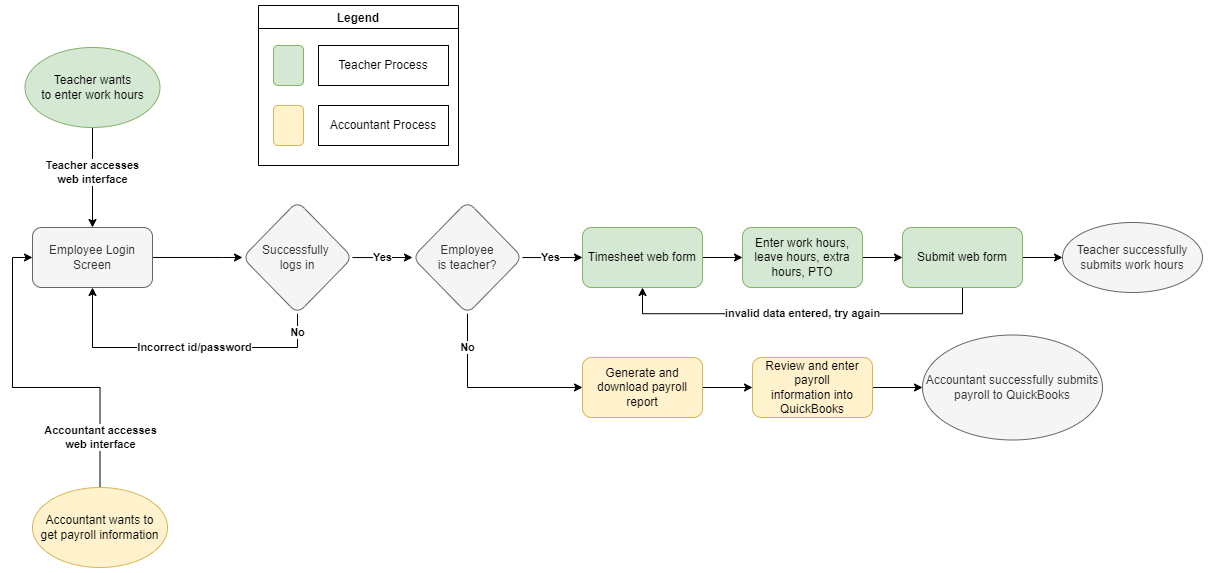 Legend
Teacher Process
Accountant Process
Teacher wants
to enter work hours
Teacher accesses
web interface
Employee Login
Screen
Successfully
logs in
Yes
Employee
is teacher?
Yes
Timesheet web form
Enter work hours,
leave hours, extra
hours, PTO
Submit web form
Teacher successfully
submits work hours
invalid data entered, try again
No
Incorrect id/password
No
Generate and
download payroll
report
Review and enter
payroll
information into
QuickBooks
Accountant successfully submits
payroll to QuickBooks
Accountant accesses
web interface
Accountant wants to
get payroll information